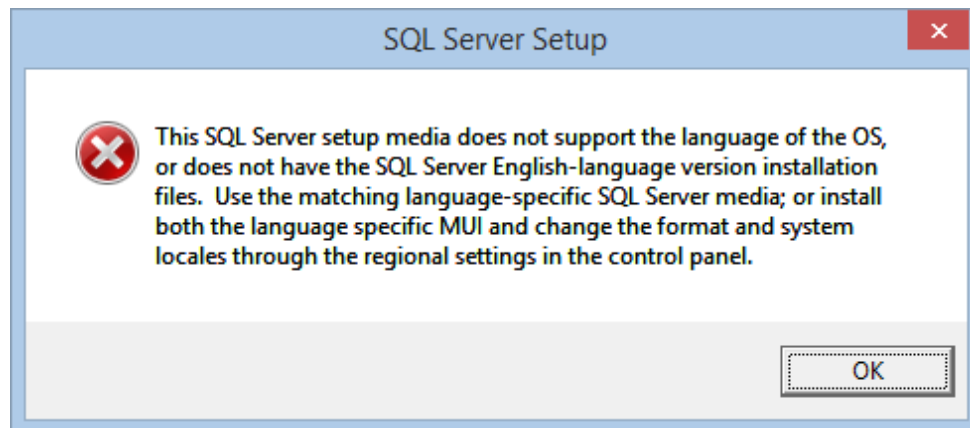 SQL Server Setup
This SQL Server setup media does not support the language of the OS,
or does not have the SQL Server English-language version installation
files.  Use the matching language-specific SQL Server media; or install
both the language specific MUI and change the format and system
locales through the regional settings in the control panel.
OK